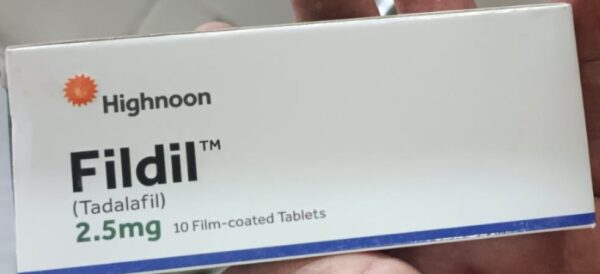 Highnoon
Fildil™
(Tadalafil)
2.5mg 10 Film-coated Tablets